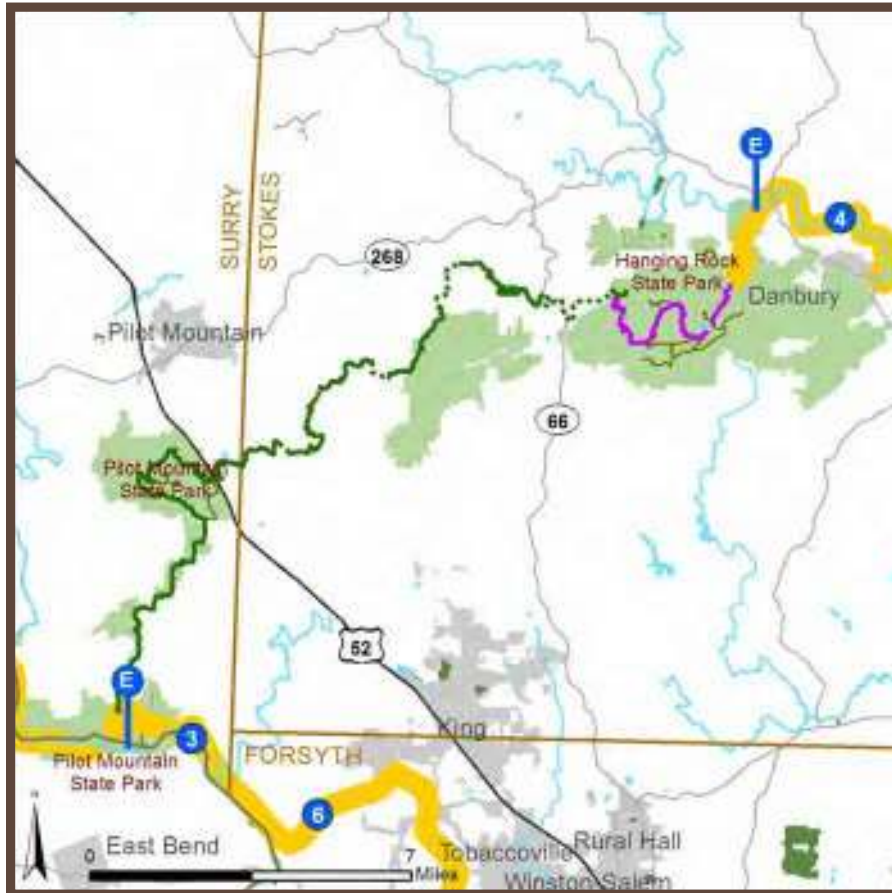 SURRY
STOKES
E
4
268
Hanging Rock
State Park
Danbury
Pilot Mountain
66
Pilot Mountain
State Park
52
E
King
3
FORSYTH
Pilot Mountain
State Park
6
East Bend
0
7
Miles
Tobaccoville
Rural Hall
Winston-Salem